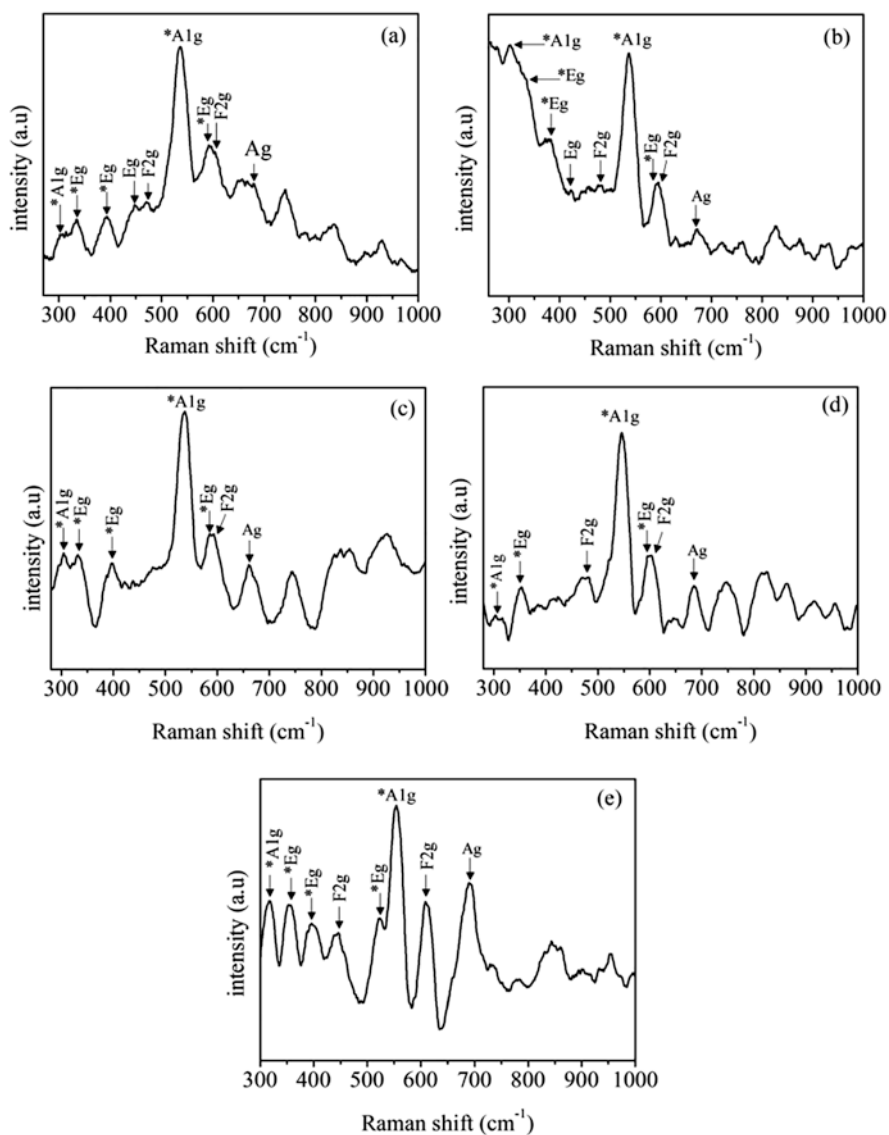 (a)
*A1g
*A1g
*Eg
*Eg
Eg
F2g
*Eg
F2g
Ag
intensity (a.u)
300 400 500 600 700 800 900 1000
Raman shift (cm-1)
(b)
*A1g
*Eg
*Eg
Eg
F2g
*A1g
*Eg
F2g
Ag
intensity (a.u)
300 400 500 600 700 800 900 1000
Raman shift (cm-1)
(c)
*A1g
*A1g
*Eg
*Eg
*Eg
F2g
Ag
intensity (a.u)
300 400 500 600 700 800 900 1000
Raman shift (cm-1)
(d)
*A1g
*A1g
*Eg
F2g
*Eg
F2g
Ag
intensity (a.u)
300 400 500 600 700 800 900 1000
Raman shift (cm-1)
(e)
*A1g
*A1g
*Eg
*Eg
F2g
*Eg
F2g
Ag
intensity (a.u)
300 400 500 600 700 800 900 1000
Raman shift (cm-1)